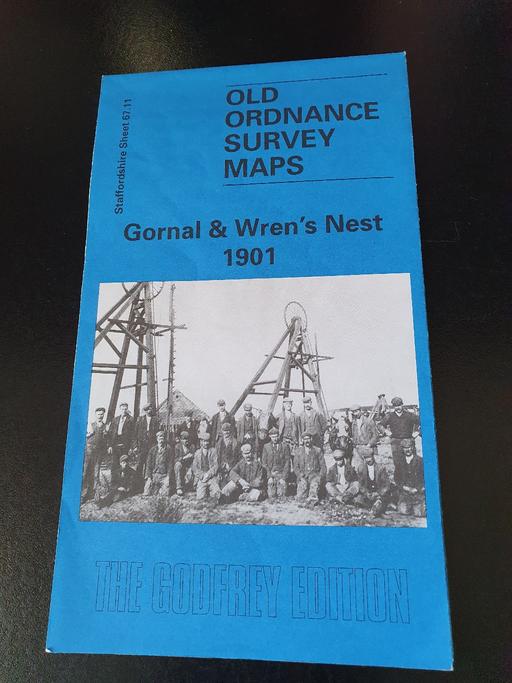 Staffordshire Sheet 67.11
OLD
ORDNANCE
SURVEY
MAPS
Gornal & Wren's Nest
1901
THE GODFREY EDITION